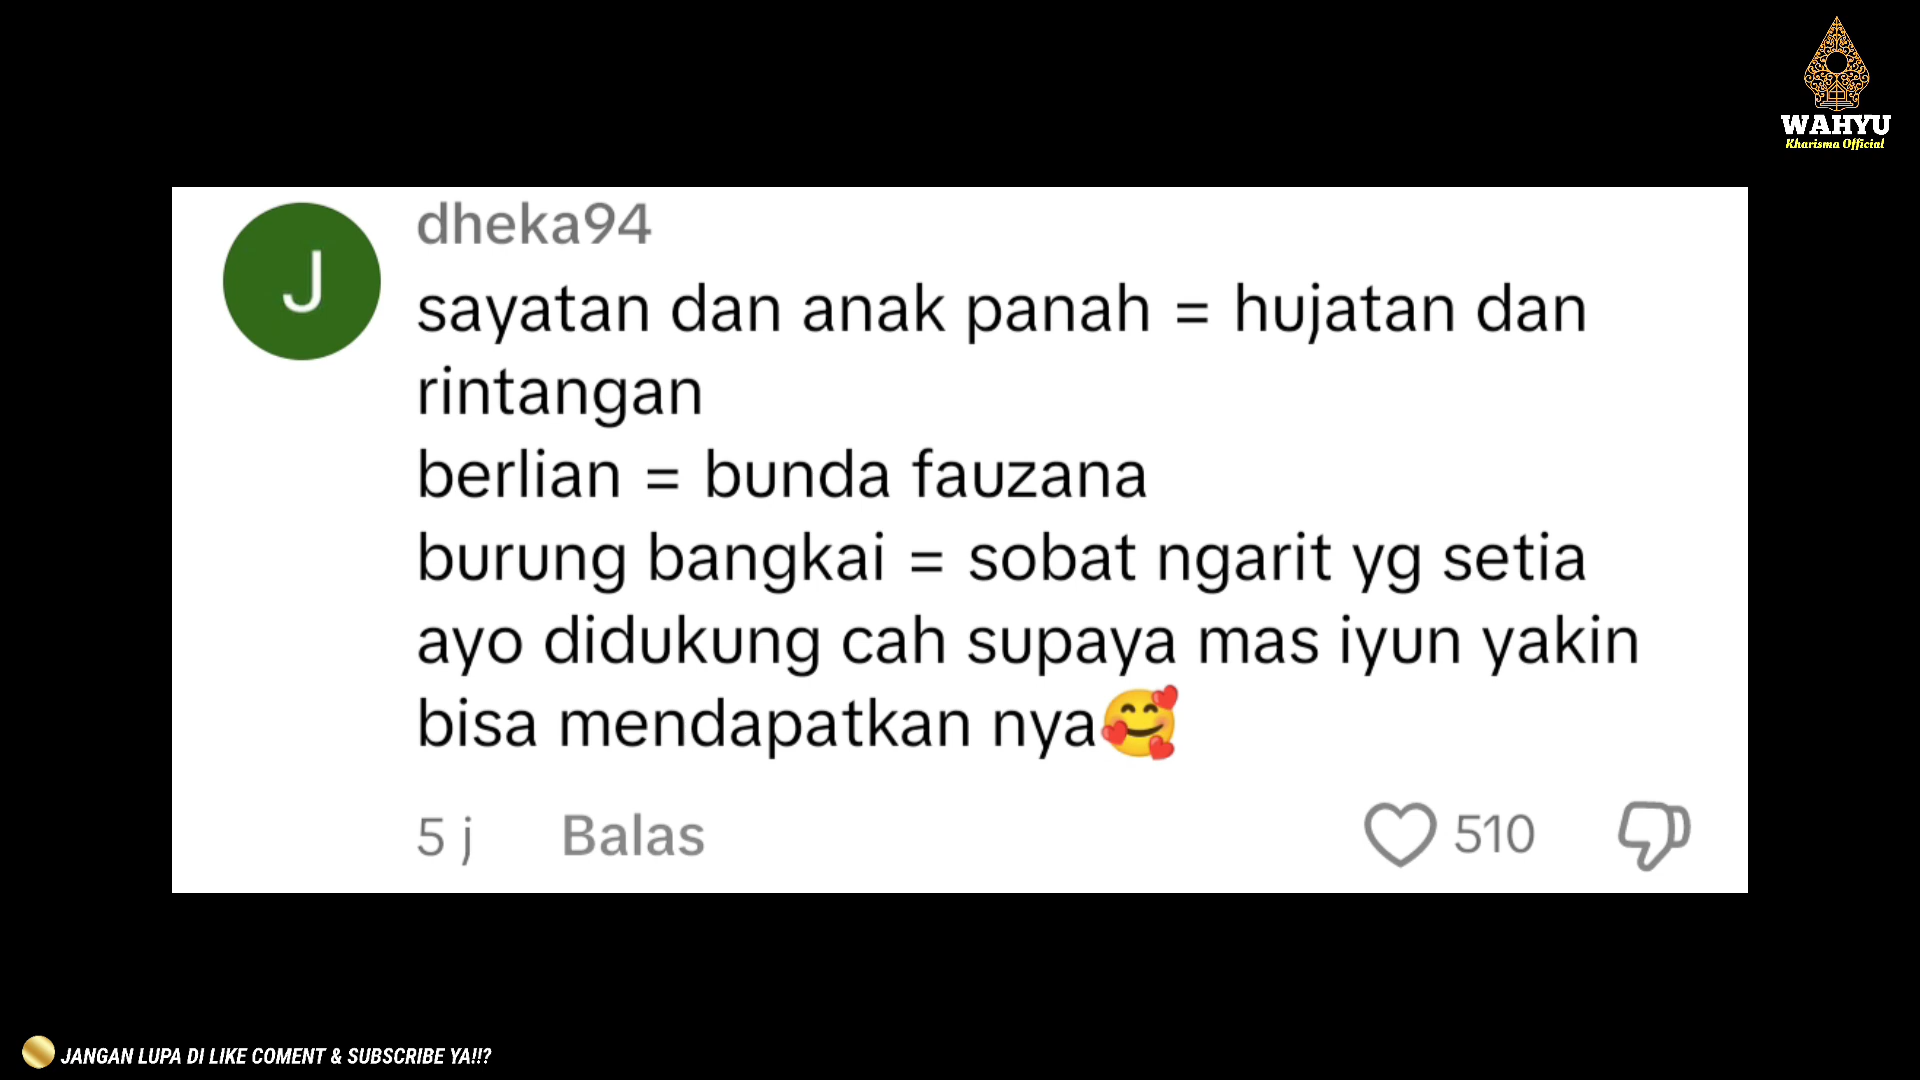 WAHYU
Kharisma Official
J
dheka94
sayatan dan anak panah = hujatan dan
rintangan
berlian = bunda fauzana
burung bangkai = sobat ngarit yg setia
ayo didukung cah supaya mas iyun yakin
bisa mendapatkan nya🥰
5 j Balas 510
JANGAN LUPA DI LIKE COMENT & SUBSCRIBE YA!!?